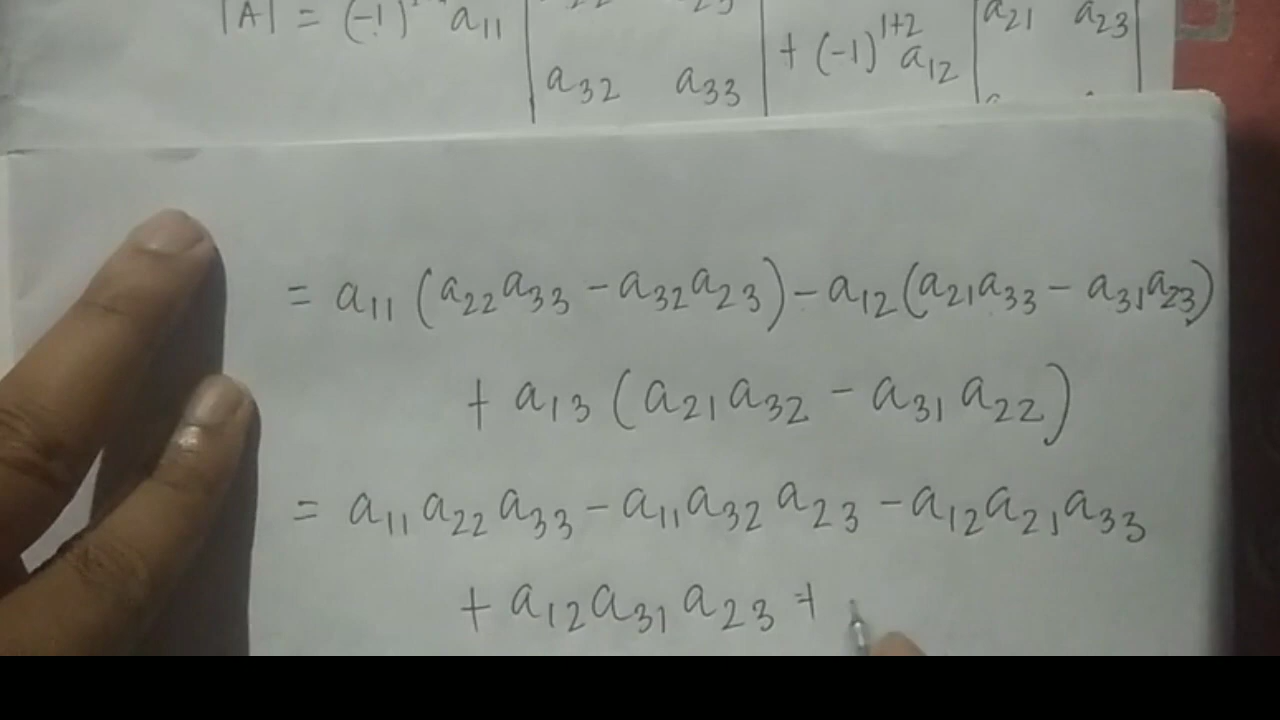 |A| = (-1) a₁₁ | a₃₂ a₃₃ | + (-1)¹⁺² a₁₂ | a₂₁ a₂₃ |
= a₁₁ (a₂₂a₃₃ - a₃₂a₂₃) - a₁₂ (a₂₁a₃₃ - a₃₁a₂₃)
+ a₁₃ (a₂₁a₃₂ - a₃₁a₂₂)
= a₁₁a₂₂a₃₃ - a₁₁a₃₂a₂₃ - a₁₂a₂₁a₃₃
+ a₁₂a₃₁a₂₃ +